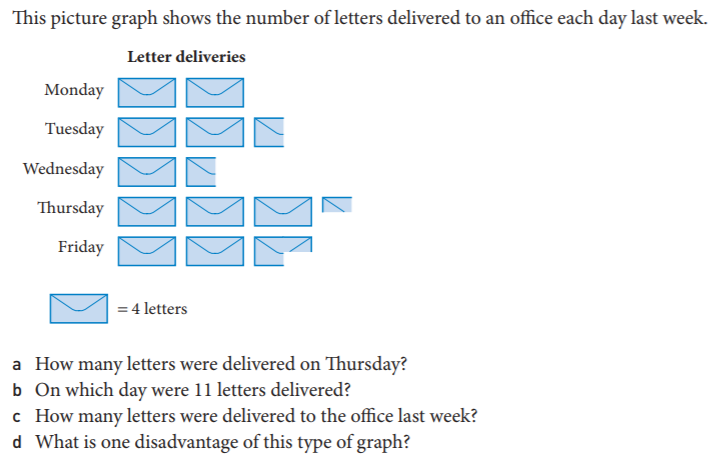 This picture graph shows the number of letters delivered to an office each day last week.
Letter deliveries
Monday
Tuesday
Wednesday
Thursday
Friday
= 4 letters
a How many letters were delivered on Thursday?
b On which day were 11 letters delivered?
c How many letters were delivered to the office last week?
d What is one disadvantage of this type of graph?